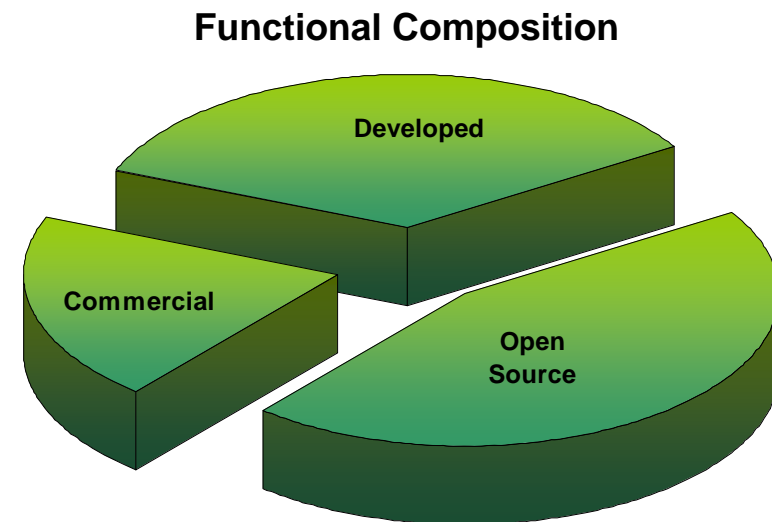 Functional Composition
Developed
Commercial
Open
Source